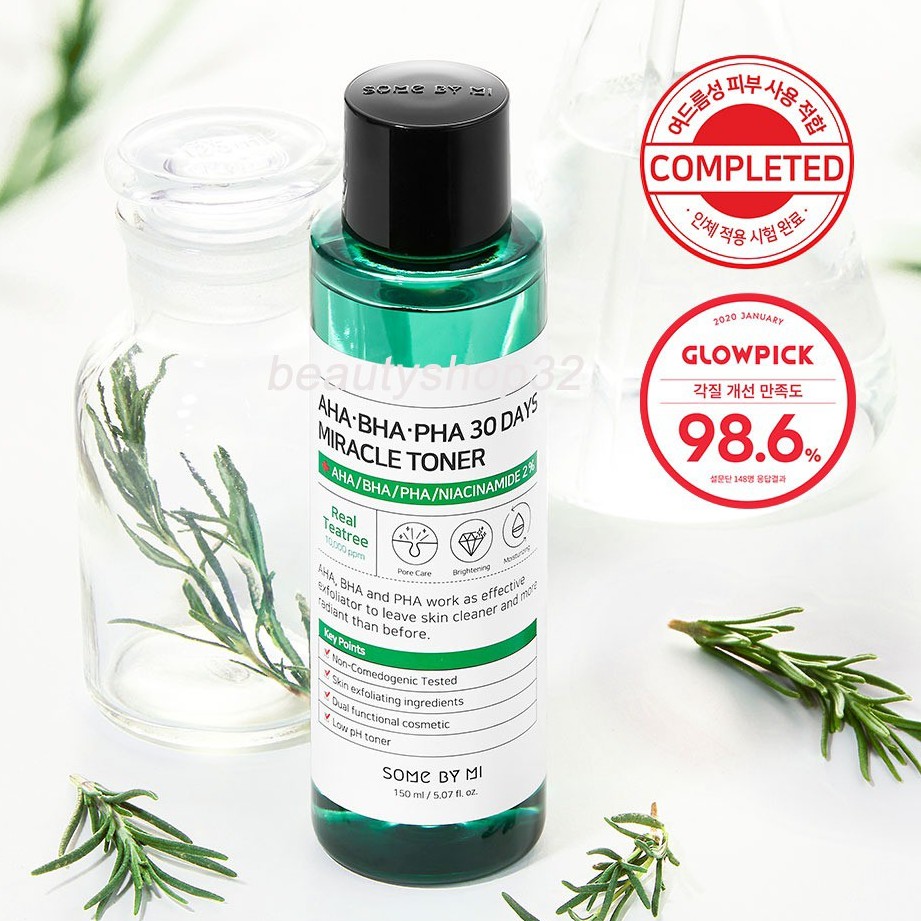 SOME BY MI
여드름성 피부 사용 적합
COMPLETED
· 인체 적용 시험 완료 ·
2020 JANUARY
GLOWPICK
각질 개선 만족도
98.6%
설문단 148명 응답결과
beautyshop32
AHA·BHA·PHA 30 DAYS
MIRACLE TONER
+ AHA/BHA/PHA/NIACINAMIDE 2%
Real
Teatree
10,000 ppm
Pore Care
Brightening
Moisturizing
AHA, BHA and PHA work as effective
exfoliator to leave skin cleaner and more
radiant than before.
Key Points
Non-Comedogenic Tested
Skin exfoliating ingredients
Dual functional cosmetic
Low pH toner
SOME BY MI
150 ml / 5.07 fl. oz.